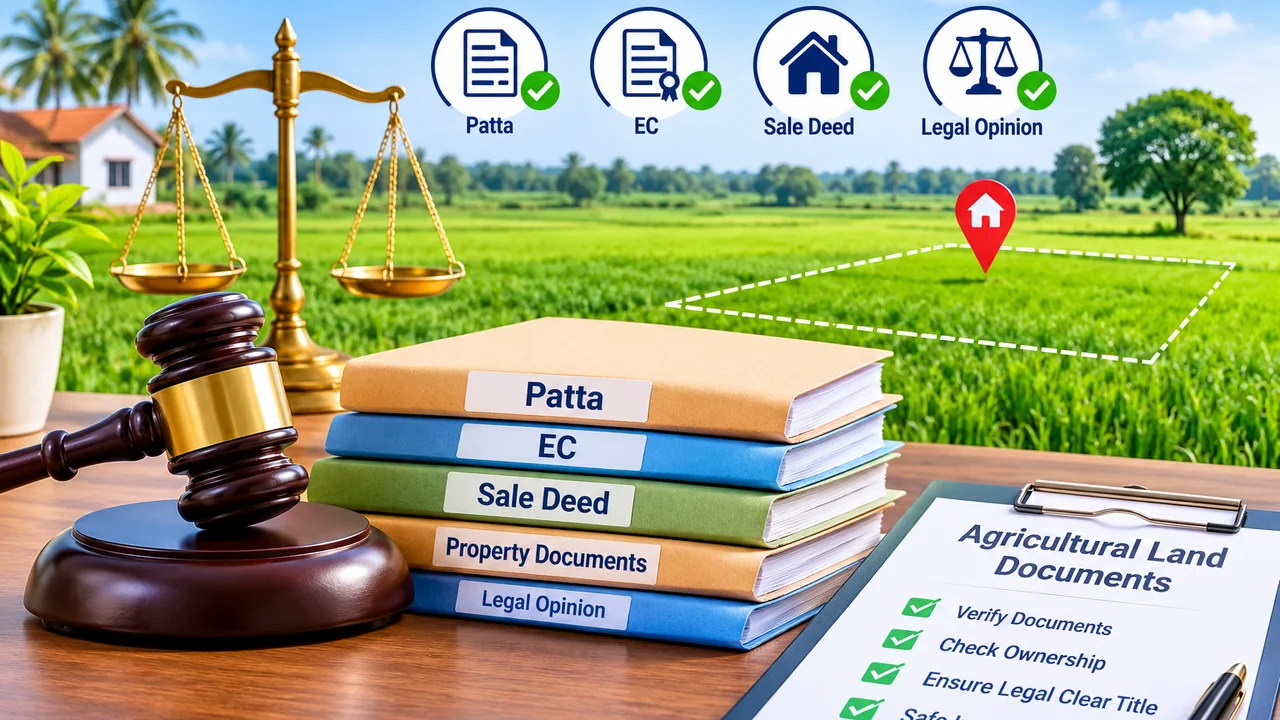 Patta
EC
Sale Deed
Legal Opinion
Patta
EC
Sale Deed
Property Documents
Legal Opinion
Agricultural Land
Documents
Verify Documents
Check Ownership
Ensure Legal Clear Title
Safe